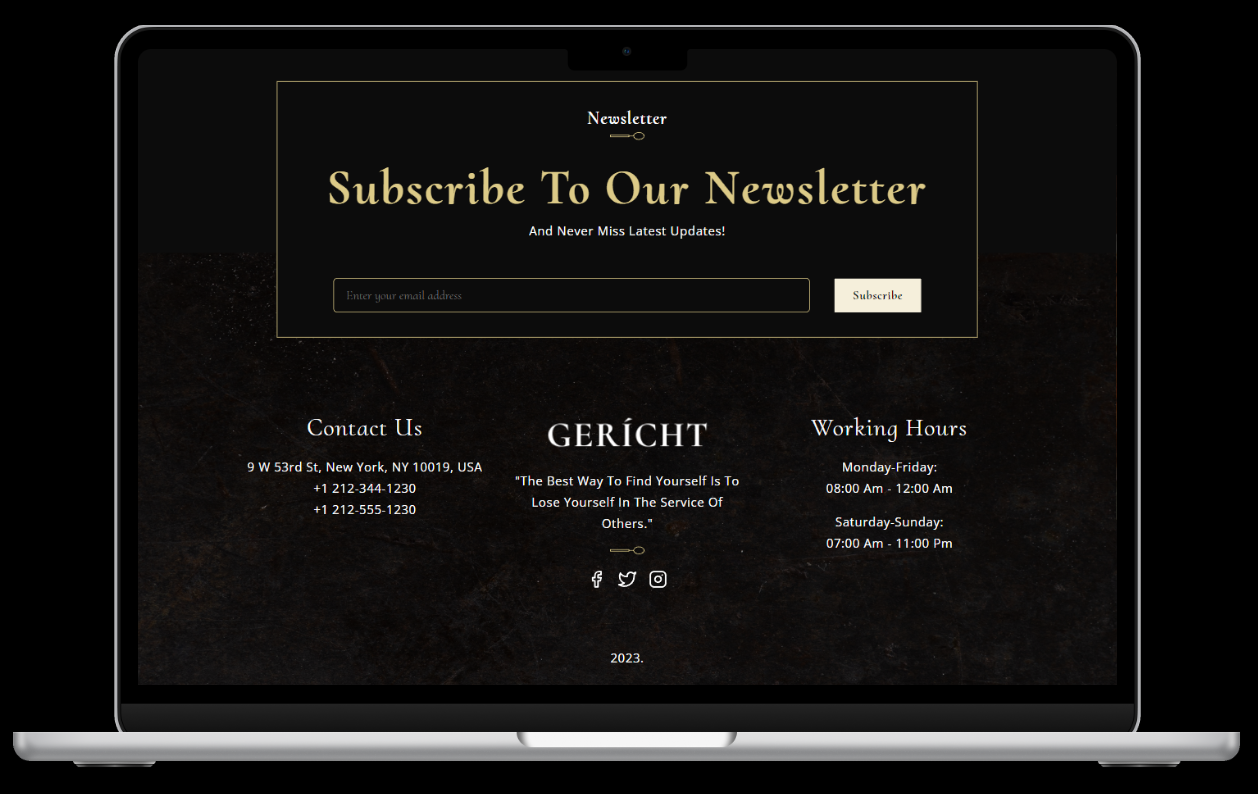 Newsletter
Subscribe To Our Newsletter
And Never Miss Latest Updates!
Enter your email address
Subscribe
Contact Us
9 W 53rd St, New York, NY 10019, USA
+1 212-344-1230
+1 212-555-1230
GERÍCHT
"The Best Way To Find Yourself Is To
Lose Yourself In The Service Of
Others."
Working Hours
Monday-Friday:
08:00 Am - 12:00 Am
Saturday-Sunday:
07:00 Am - 11:00 Pm
2023.